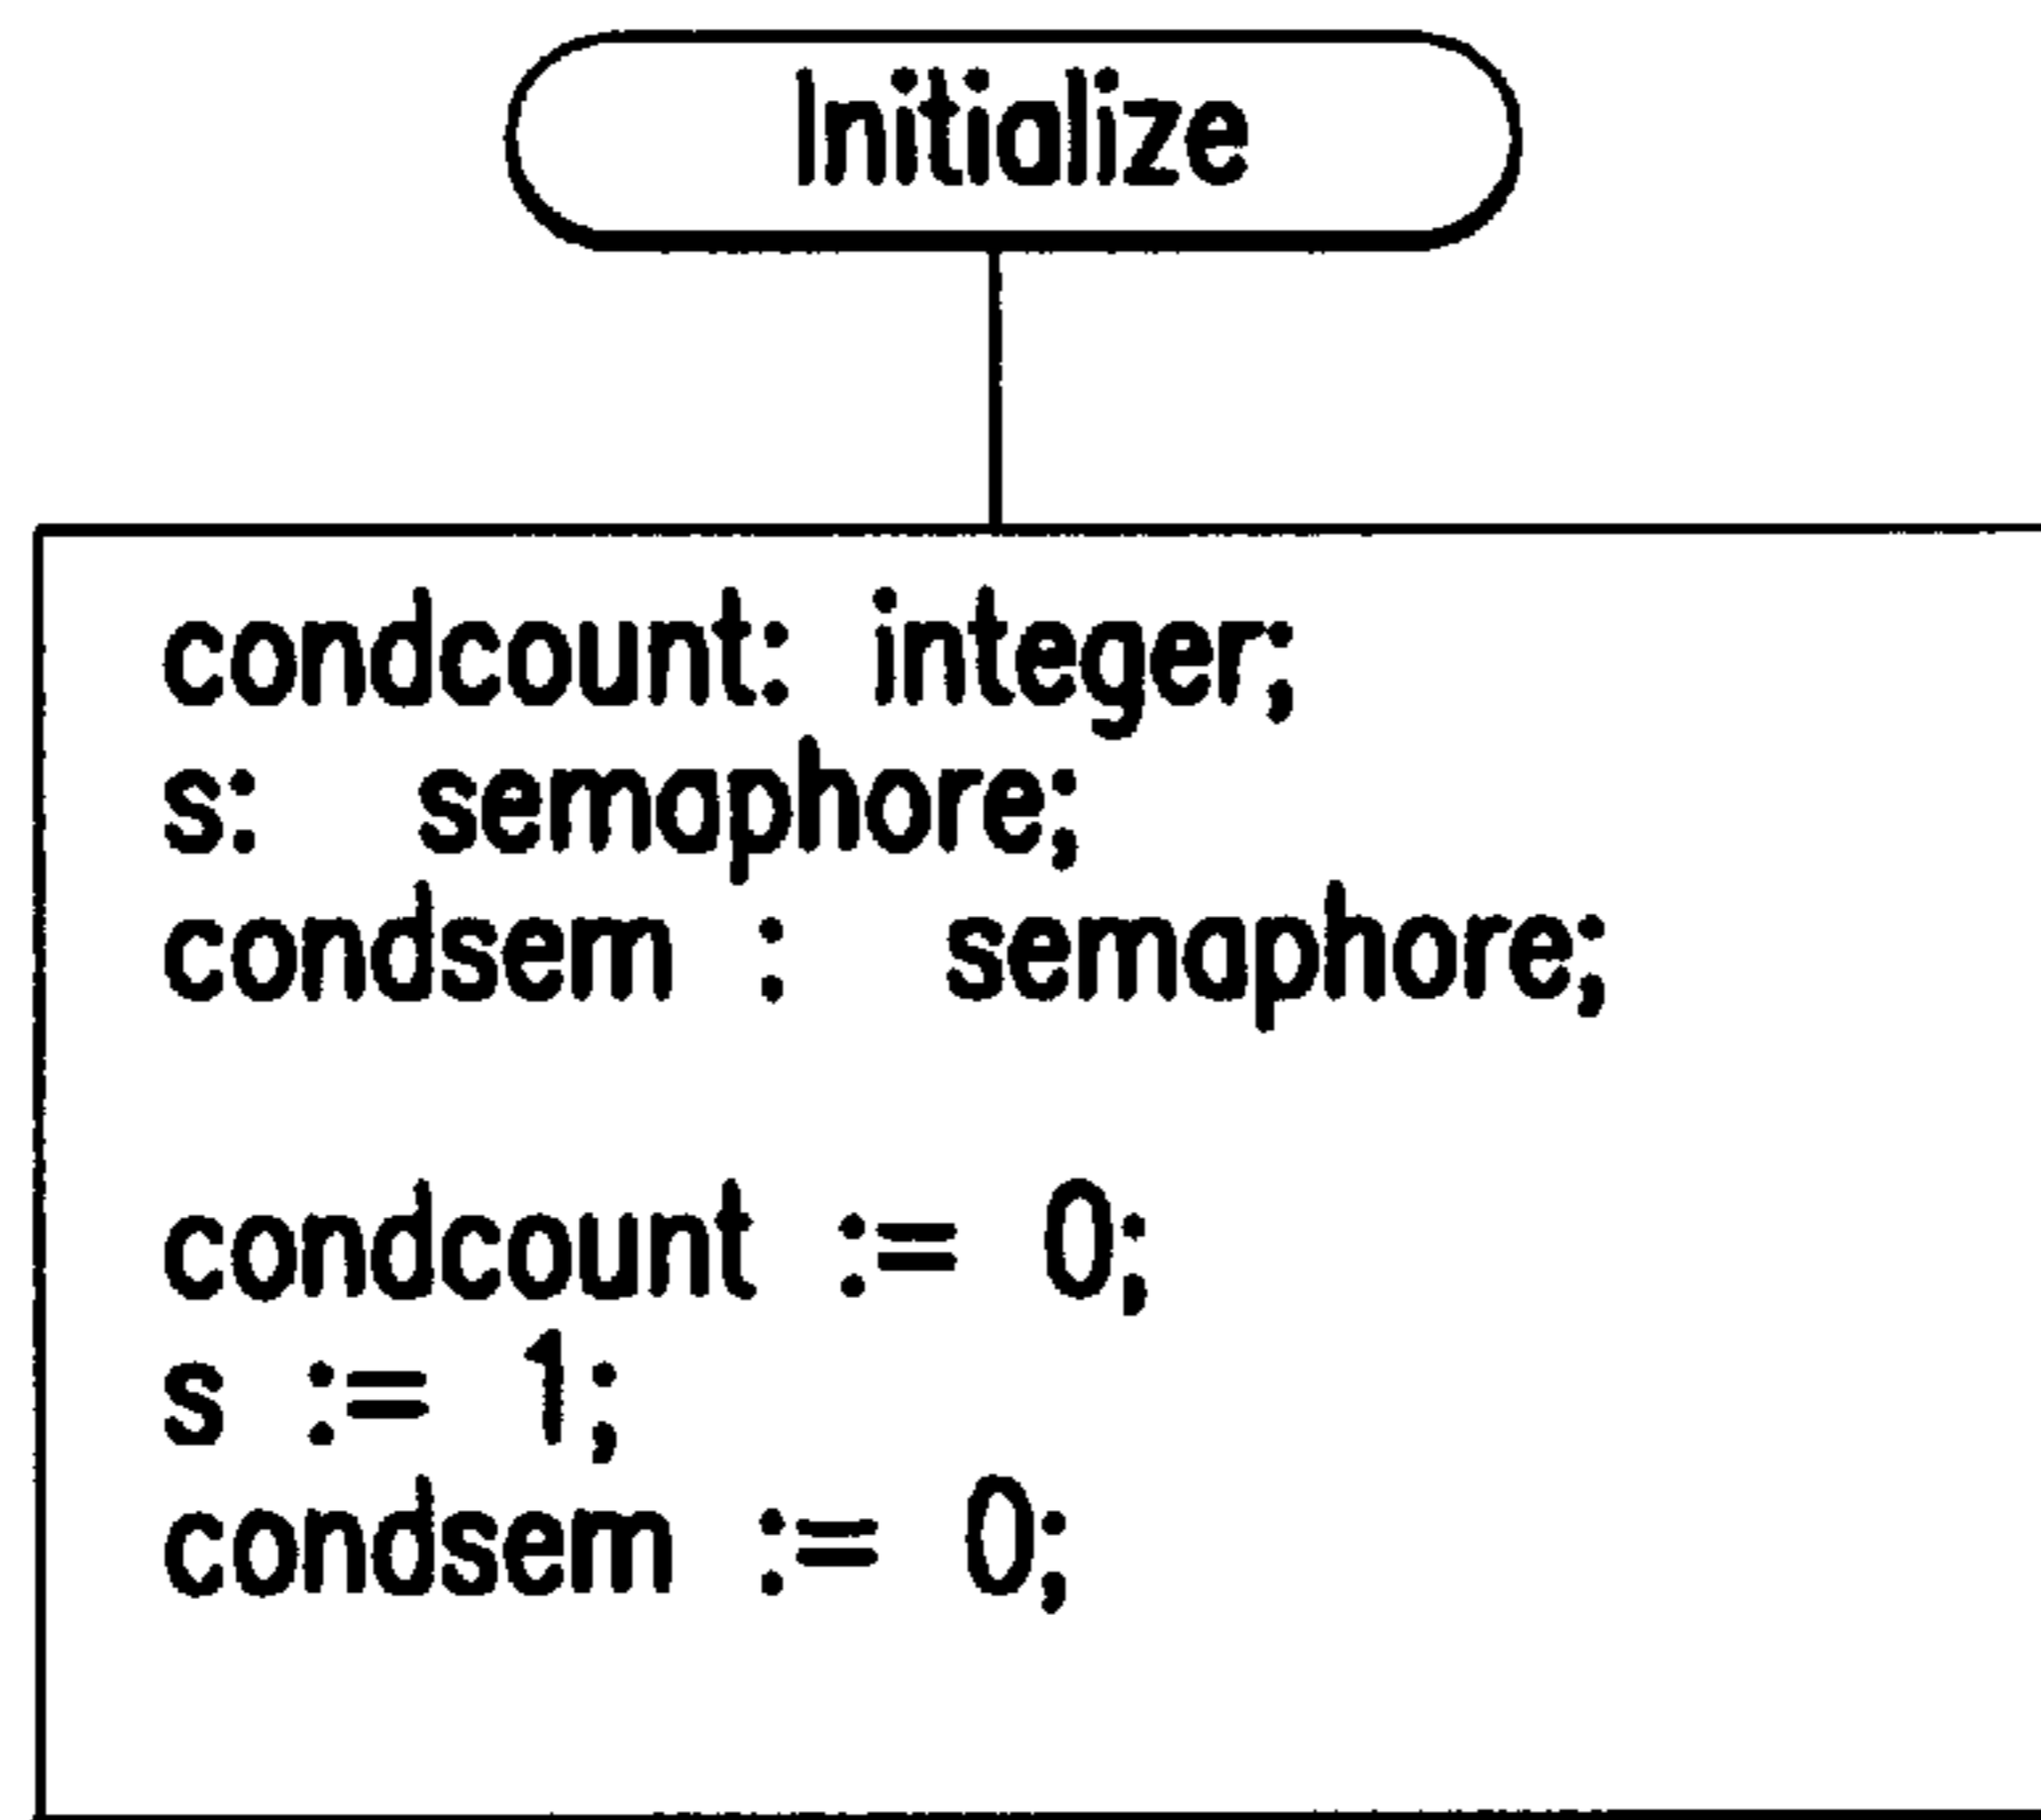 Initialize
condcount: integer;
s: semaphore;
condsem : semaphore;
condcount := 0;
s := 1;
condsem := 0;